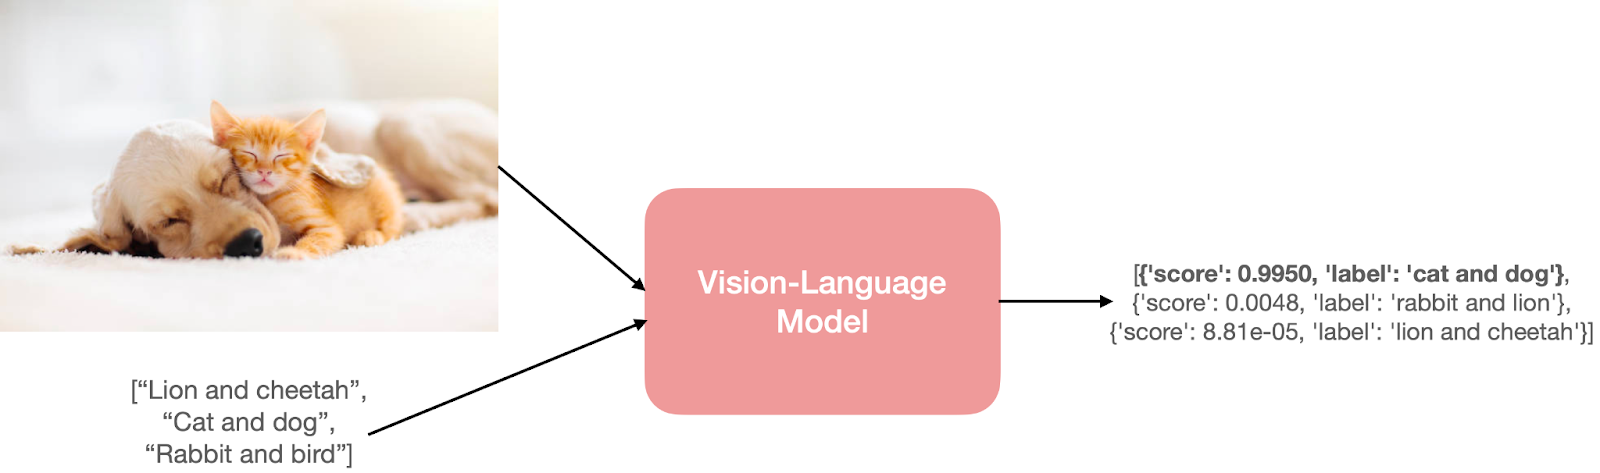 ["Lion and cheetah",
"Cat and dog",
"Rabbit and bird"]
Vision-Language
Model
[{'score': 0.9950, 'label': 'cat and dog'},
{'score': 0.0048, 'label': 'rabbit and lion'},
{'score': 8.81e-05, 'label': 'lion and cheetah'}]